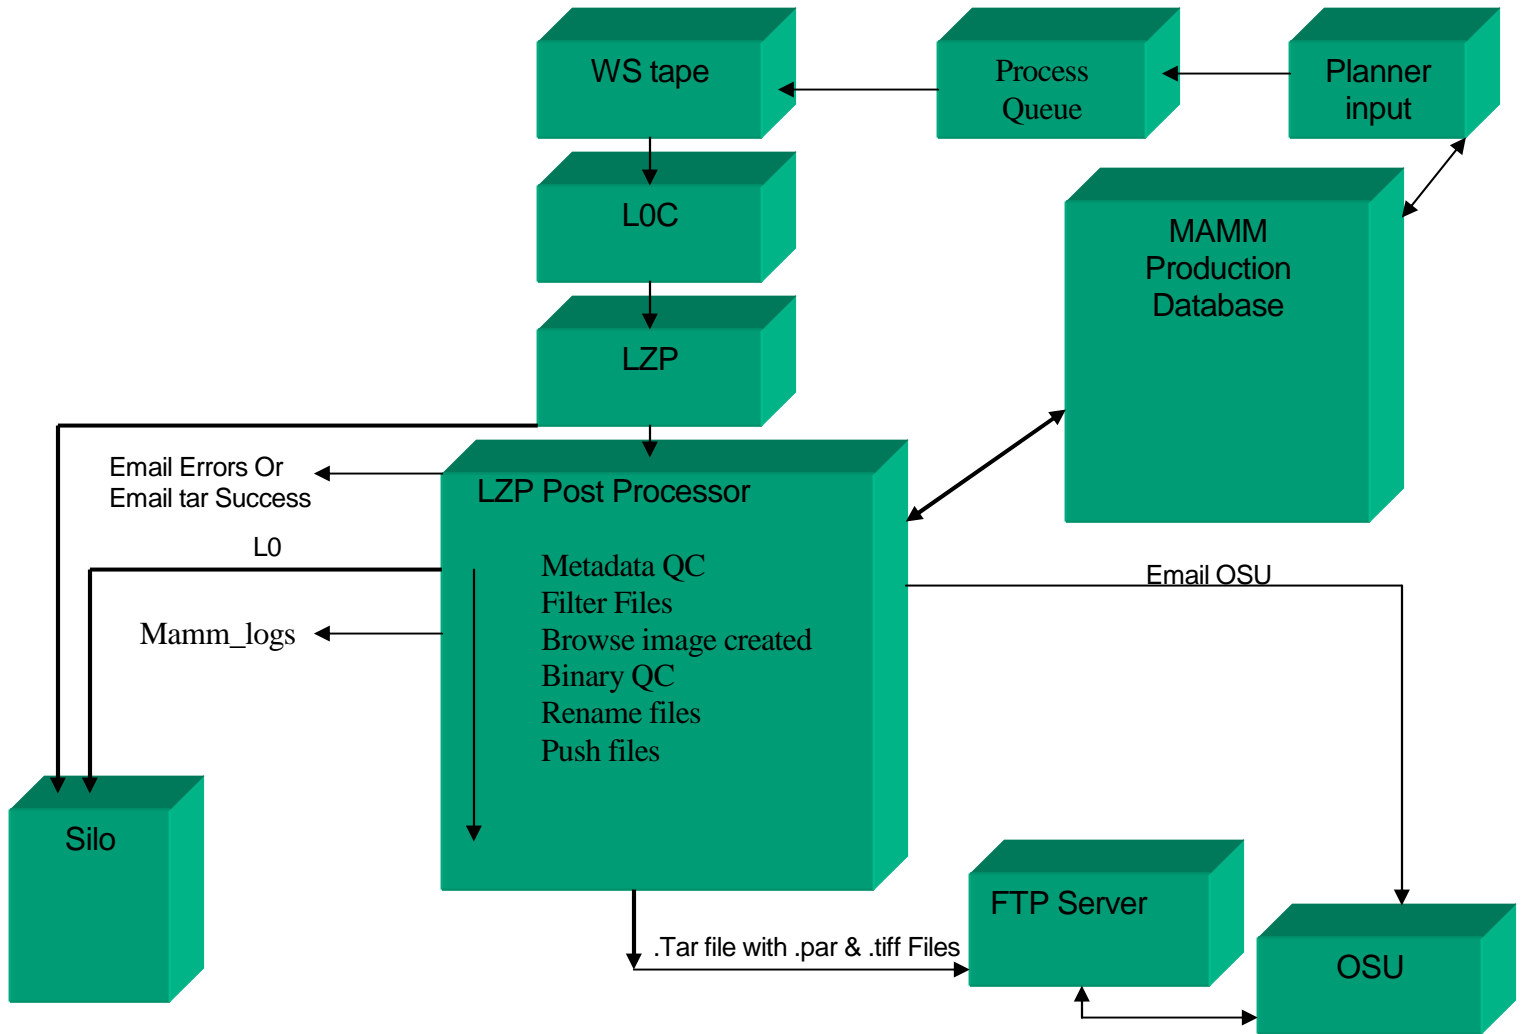 WS tape
Process
Queue
Planner
input
L0C
MAMM
Production
Database
LZP
Email Errors Or
Email tar Success
LZP Post Processor
L0
Metadata QC
Filter Files
Browse image created
Binary QC
Rename files
Push files
Email OSU
Mamm_logs
Silo
FTP Server
.Tar file with .par & .tiff Files
OSU